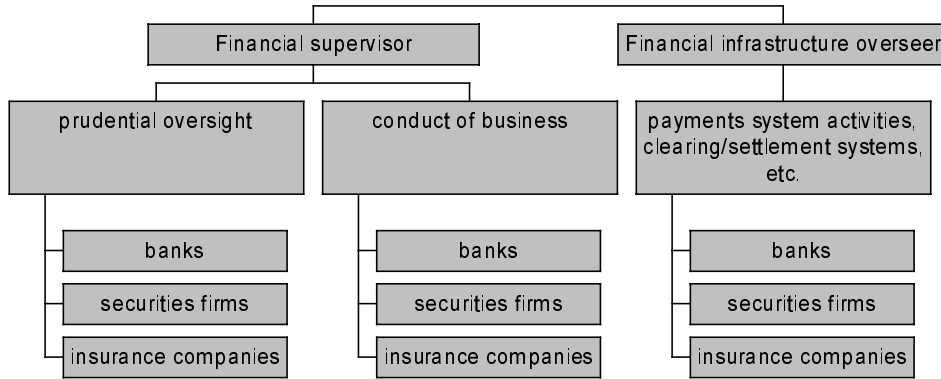 Financial supervisor
Financial infrastructure overseer
prudential oversight
conduct of business
payments system activities,
clearing/settlement systems,
etc.
banks
banks
banks
securities firms
securities firms
securities firms
insurance companies
insurance companies
insurance companies